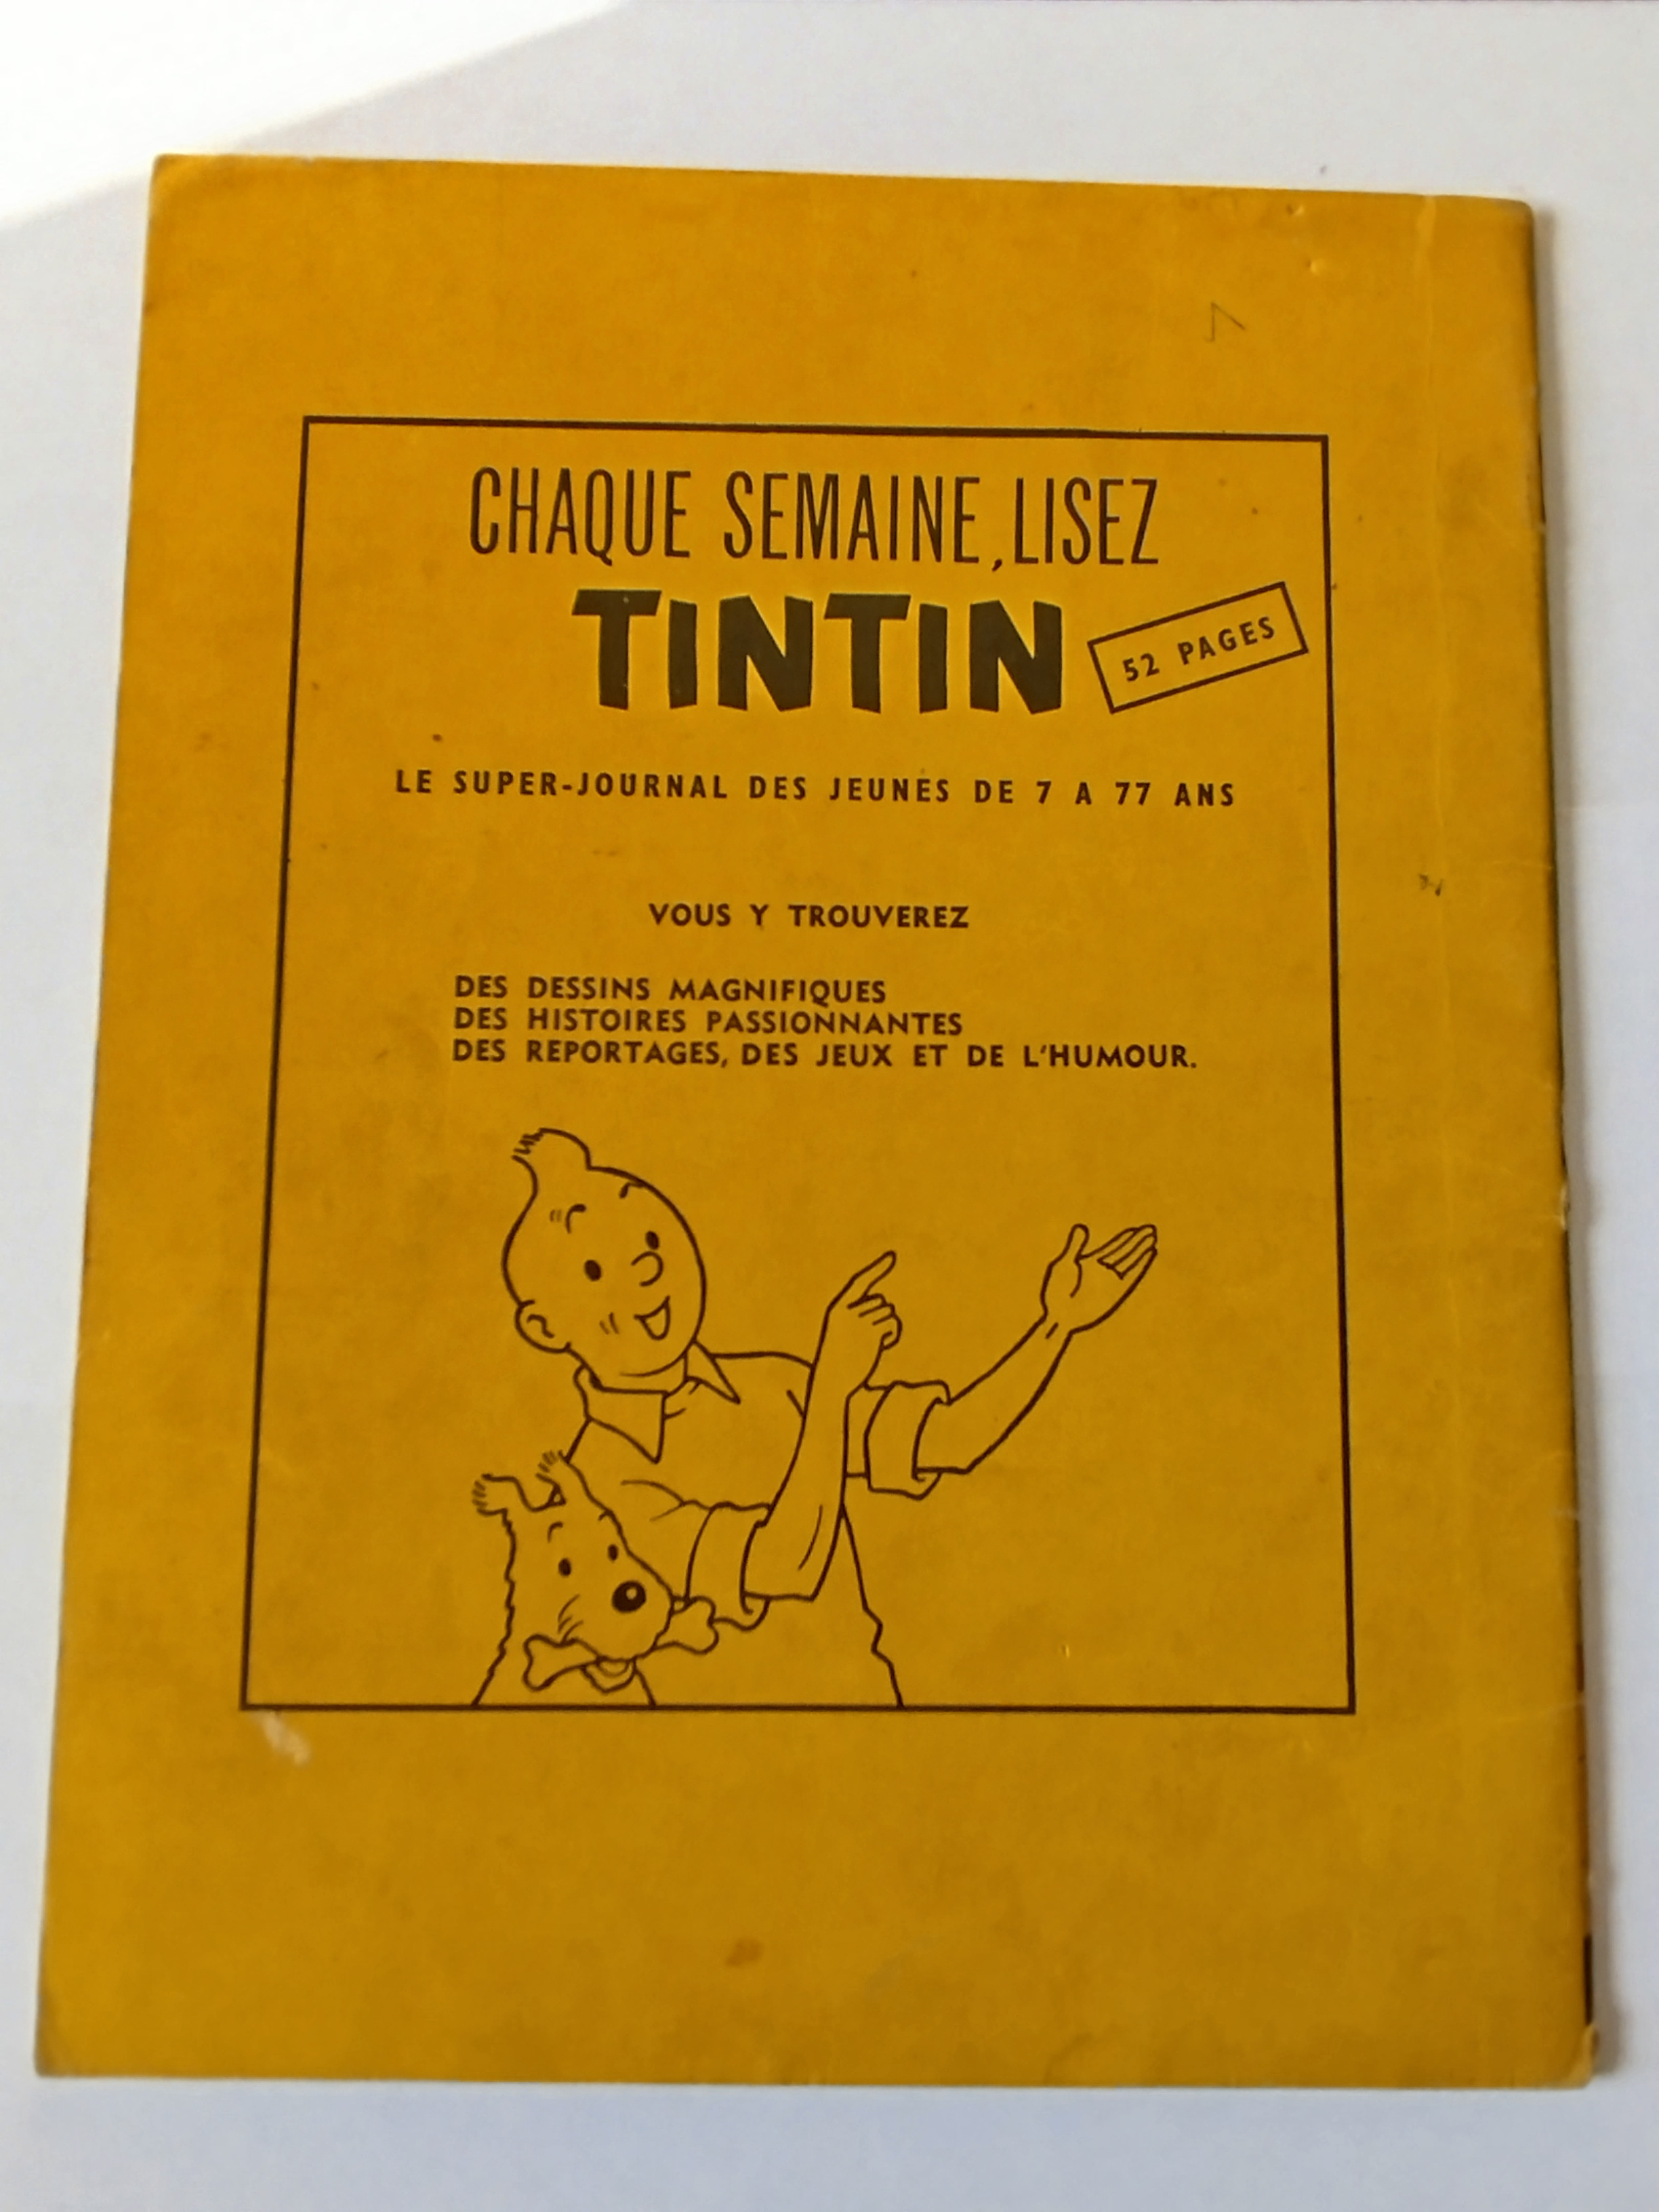 CHAQUE SEMAINE, LISEZ
TINTIN
52 PAGES
LE SUPER-JOURNAL DES JEUNES DE 7 A 77 ANS
VOUS Y TROUVEREZ
DES DESSINS MAGNIFIQUES
DES HISTOIRES PASSIONNANTES
DES REPORTAGES, DES JEUX ET DE L'HUMOUR.